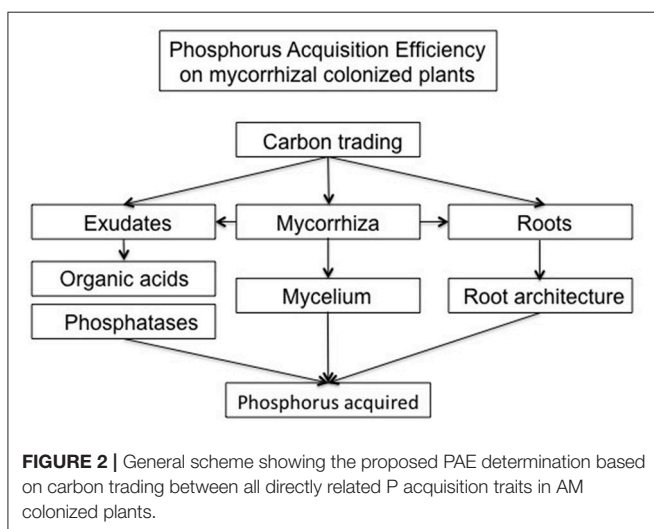 Phosphorus Acquisition Efficiency
on mycorrhizal colonized plants
Carbon trading
Exudates
Mycorrhiza
Roots
Organic acids
Phosphatases
Mycelium
Root architecture
Phosphorus acquired
FIGURE 2 | General scheme showing the proposed PAE determination based
on carbon trading between all directly related P acquisition traits in AM
colonized plants.